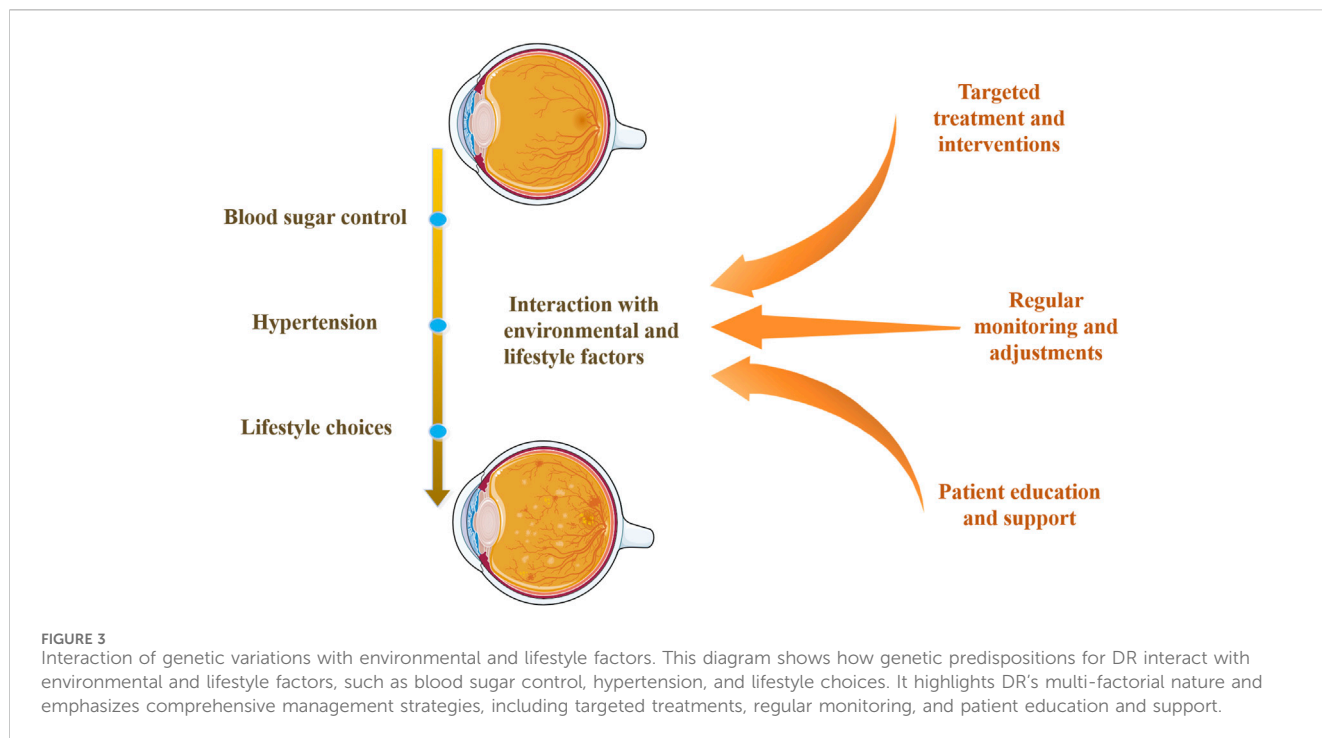 Targeted
treatment and
interventions
Blood sugar control
Hypertension
Interaction with
environmental and
lifestyle factors
Regular
monitoring and
adjustments
Lifestyle choices
Patient education
and support
FIGURE 3
Interaction of genetic variations with environmental and lifestyle factors. This diagram shows how genetic predispositions for DR interact with
environmental and lifestyle factors, such as blood sugar control, hypertension, and lifestyle choices. It highlights DR's multi-factorial nature and
emphasizes comprehensive management strategies, including targeted treatments, regular monitoring, and patient education and support.